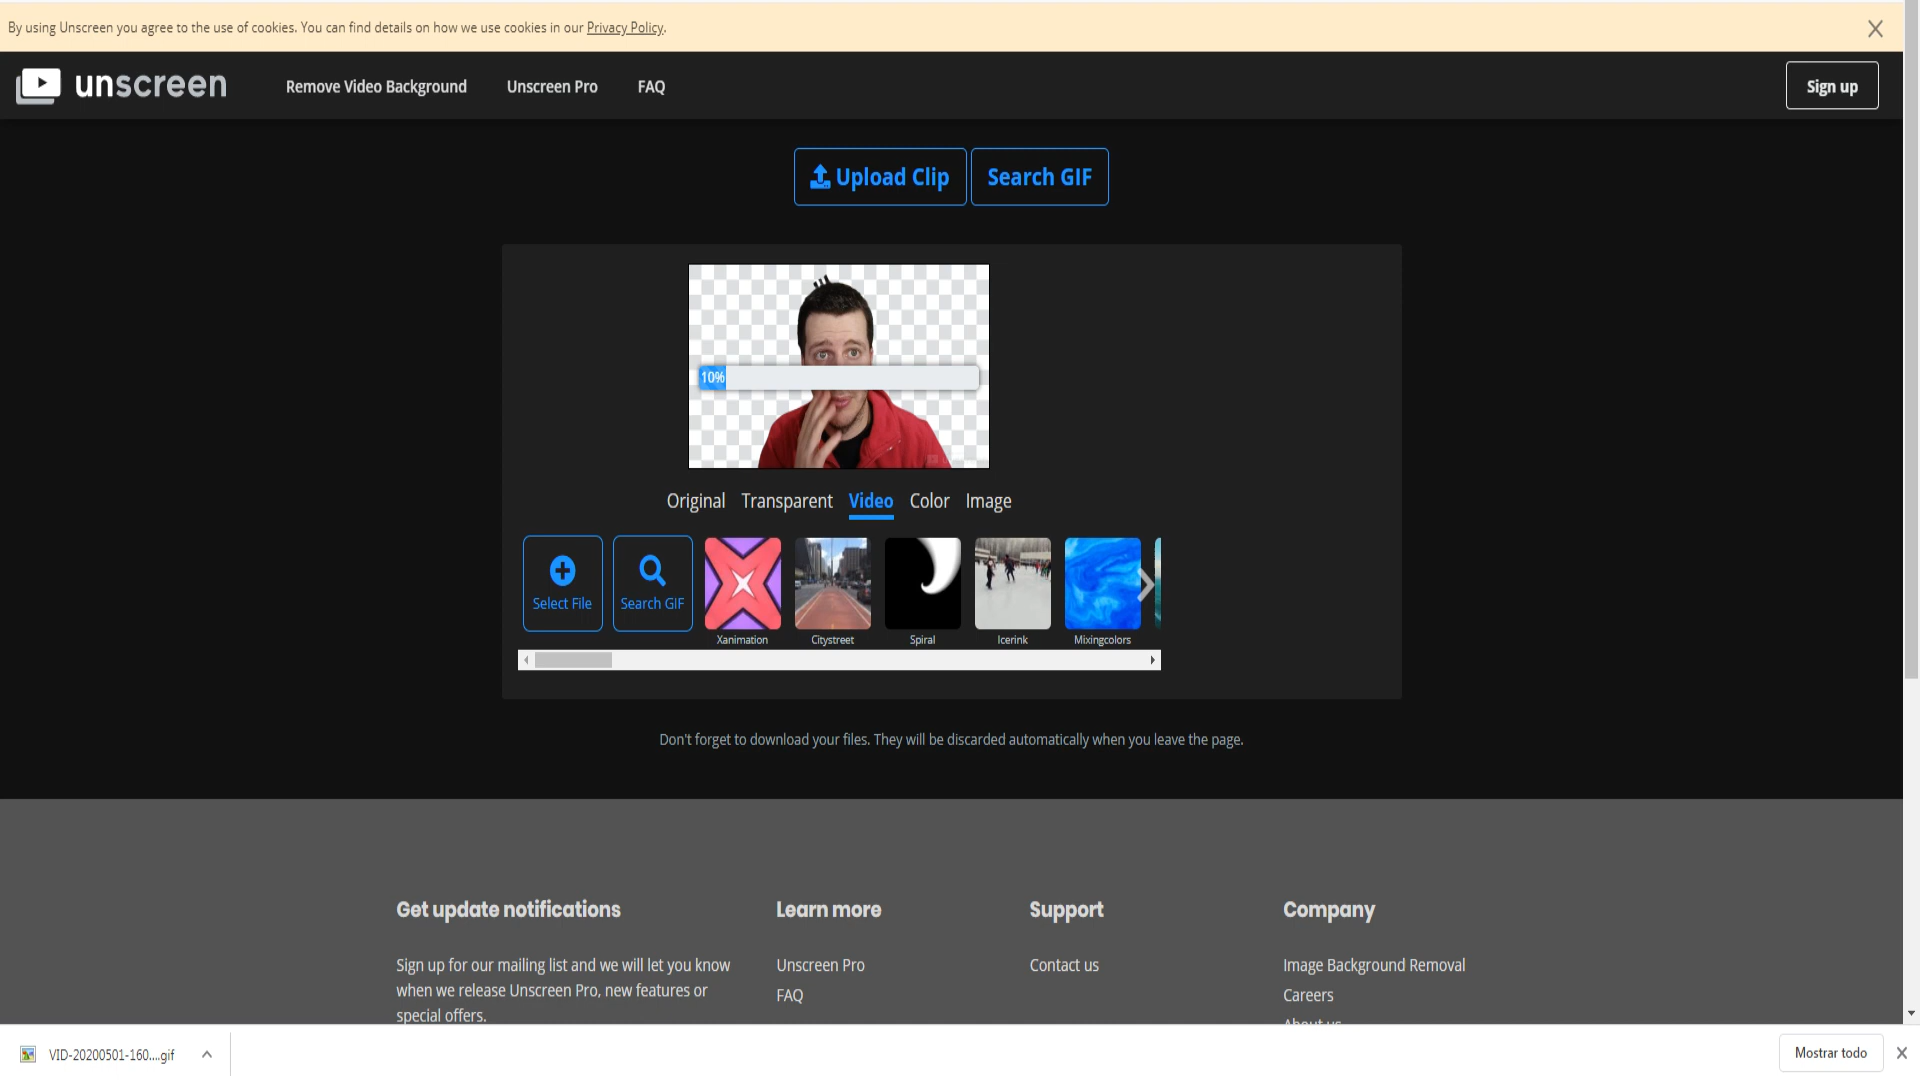 By using Unscreen you agree to the use of cookies. You can find details on how we use cookies in our Privacy Policy.
unscreen
Remove Video Background
Unscreen Pro
FAQ
Sign up
Upload Clip
Search GIF
10%
Original
Transparent
Video
Color
Image
Select File
Search GIF
Xanimation
Citystreet
Spiral
Icerink
Mixingcolors
Don't forget to download your files. They will be discarded automatically when you leave the page.
Get update notifications
Sign up for our mailing list and we will let you know
when we release Unscreen Pro, new features or
special offers.
Learn more
Unscreen Pro
FAQ
Support
Contact us
Company
Image Background Removal
Careers
About us
VID-20200501-160....gif
Mostrar todo